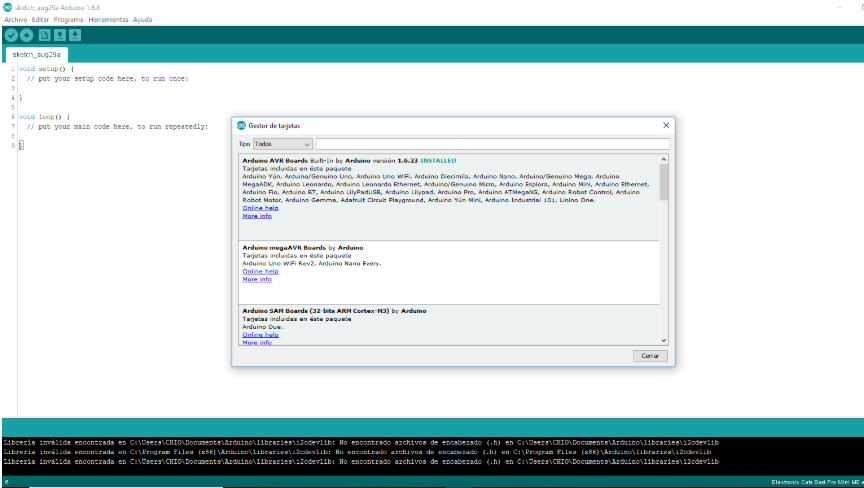 sketch_aug29a Arduino 1.8.8
Archivo Editar Programa Herramientas Ayuda
sketch_aug29a
1 void setup() {
2 // put your setup code here, to run once:
3
4 }
5
6 void loop() {
7 // put your main code here, to run repeatedly:
8
9 }
Gestor de tarjetas
Tipo Todos
Arduino AVR Boards Built-In by Arduino versión 1.6.23 INSTALLED
Tarjetas incluidas en éste paquete
Arduino Yún, Arduino/Genuino Uno, Arduino Uno WiFi, Arduino Diecimila, Arduino Nano, Arduino/Genuino Mega, Arduino
MegaADK, Arduino Leonardo, Arduino Leonardo Ethernet, Arduino/Genuino Micro, Arduino Esplora, Arduino Mini, Arduino Ethernet,
Arduino Fio, Arduino BT, Arduino LilyPadUSB, Arduino Lilypad, Arduino Pro, Arduino ATMegaNG, Arduino Robot Control, Arduino
Robot Motor, Arduino Gemma, Adafruit Circuit Playground, Arduino Yún Mini, Arduino Industrial 101, Linino One.
Online help
More info
Arduino megaAVR Boards by Arduino
Tarjetas incluidas en éste paquete
Arduino Uno WiFi Rev2, Arduino Nano Every.
Online help
More info
Arduino SAM Boards (32-bits ARM Cortex-M3) by Arduino
Tarjetas incluidas en éste paquete
Arduino Due.
Online help
More info
Cerrar
Librería inválida encontrada en C:\Users\CHIO\Documents\Arduino\libraries\i2cdevlib: No encontrado archivos de encabezado (.h) en C:\Users\CHIO\Documents\Arduino\libraries\i2cdevlib
Librería inválida encontrada en C:\Program Files (x86)\Arduino\libraries\i2cdevlib: No encontrado archivos de encabezado (.h) en C:\Program Files (x86)\Arduino\libraries\i2cdevlib
Librería inválida encontrada en C:\Users\CHIO\Documents\Arduino\libraries\i2cdevlib: No encontrado archivos de encabezado (.h) en C:\Users\CHIO\Documents\Arduino\libraries\i2cdevlib
6
Electronic Cats Bast Pro Mini M0